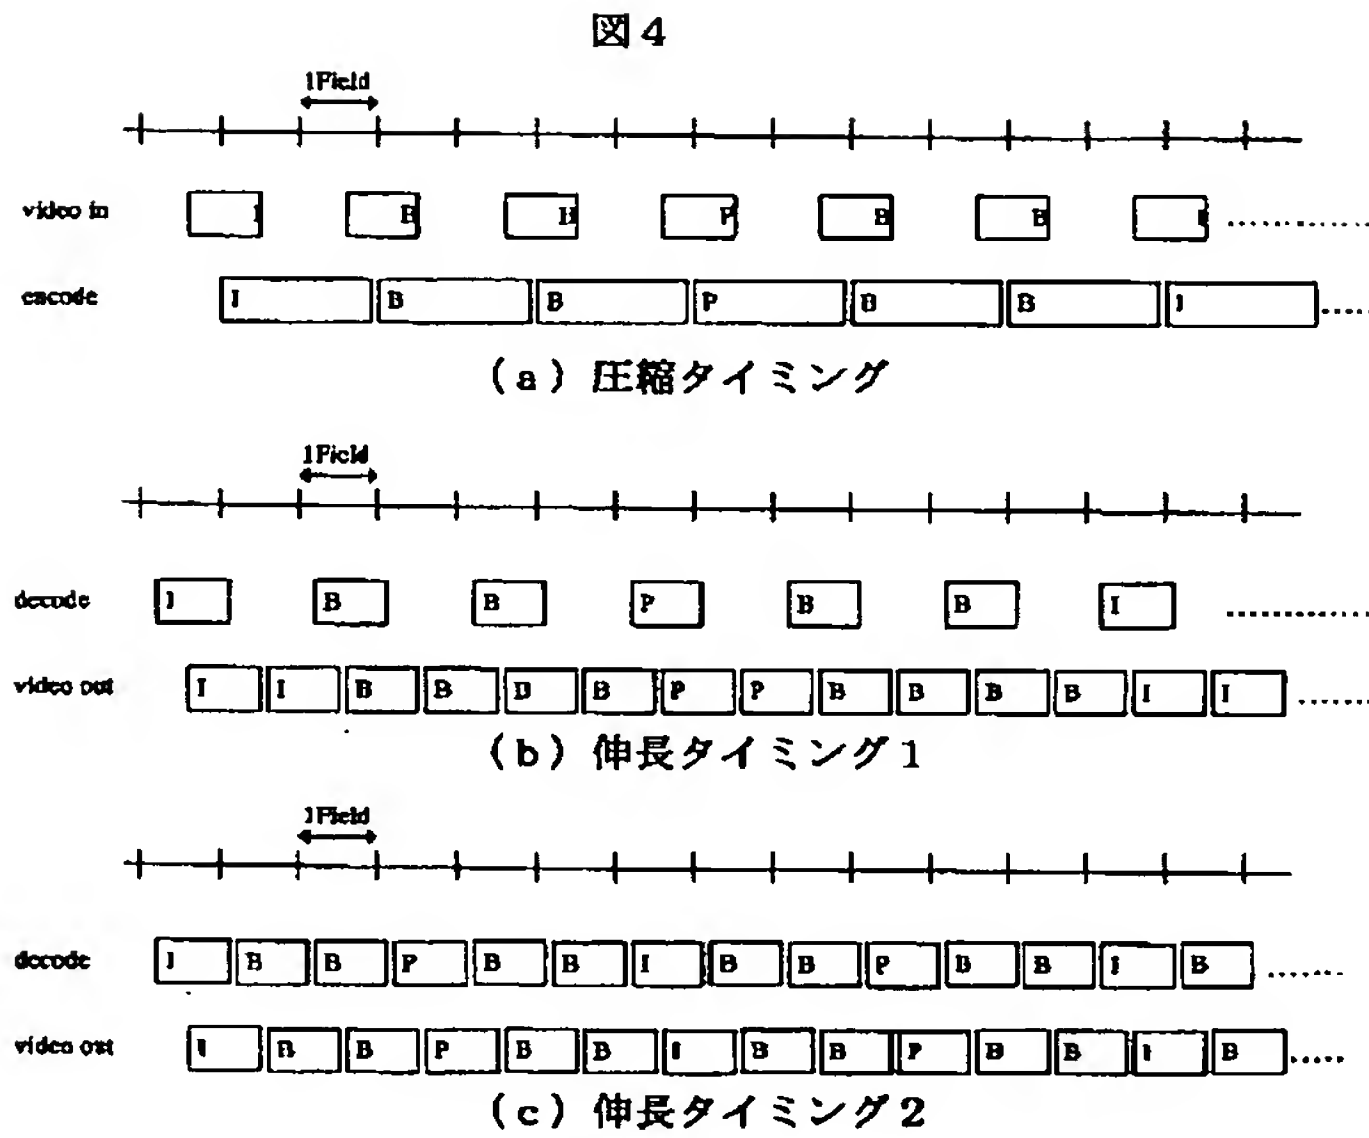 図4
1Field
video in I B B P B B I
encode I B B P B B I
(a) 圧縮タイミング
1Field
decode I B B P B B I
video out I I B B B B P P B B B B I I
(b) 伸長タイミング1
1Field
decode I B B P B B I B B P B B I B
video out I B B P B B I B B P B B I B
(c) 伸長タイミング2